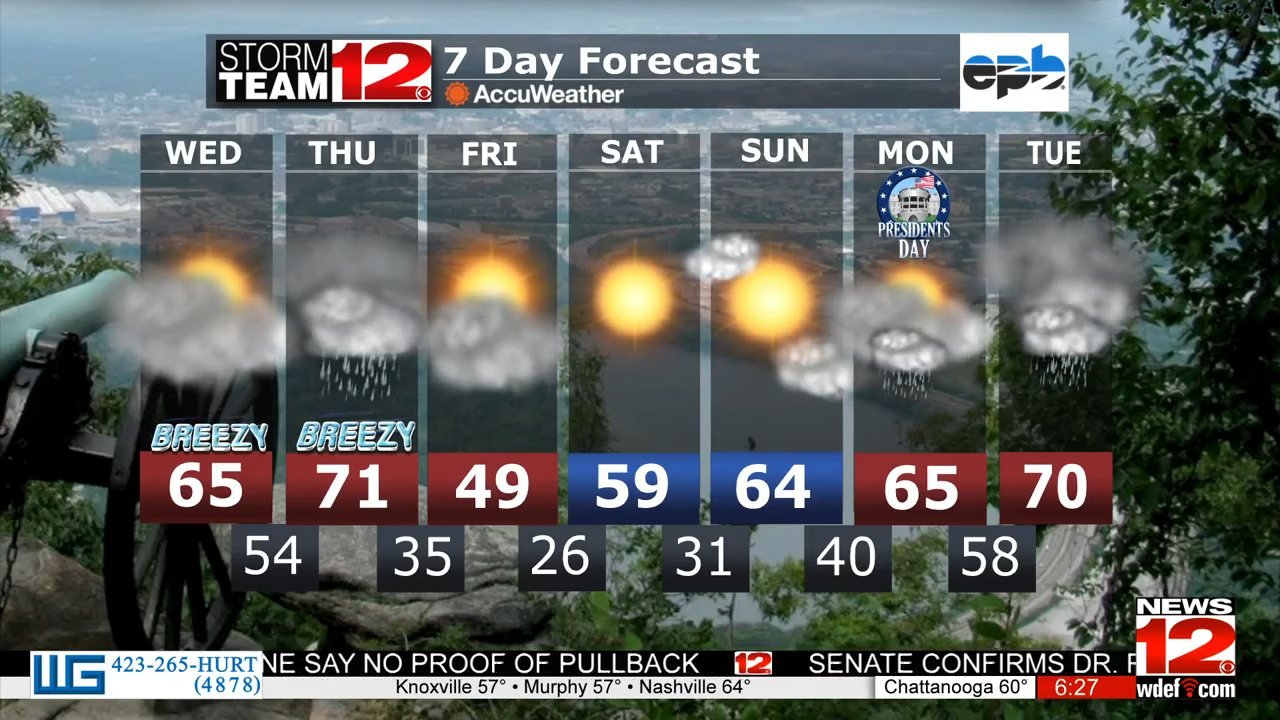 STORM
TEAM 12
7 Day Forecast
AccuWeather
epb
WED THU FRI SAT SUN MON TUE
PRESIDENTS
DAY
BREEZY BREEZY
65 71 49 59 64 65 70
54 35 26 31 40 58
NEWS
12
wdef.com
WG 423-265-HURT
(4878)
NE SAY NO PROOF OF PULLBACK 12 SENATE CONFIRMS DR.
Knoxville 57° • Murphy 57° • Nashville 64°
Chattanooga 60° 6:27